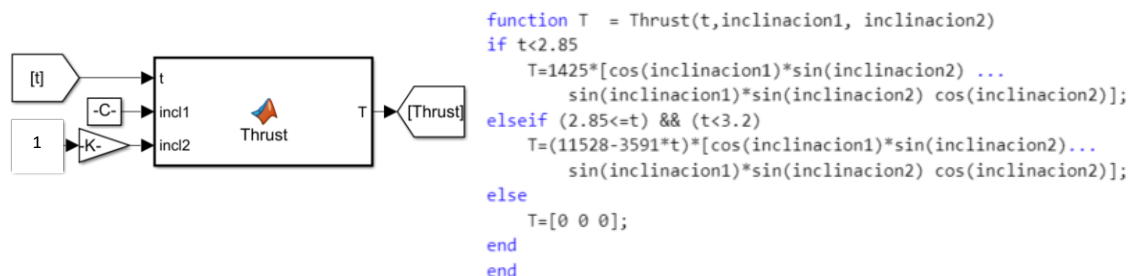 [t]
t
-C-
incl1
1
-K-
incl2
Thrust
T
[Thrust]
function T  = Thrust(t,inclinacion1, inclinacion2)
if t<2.85
    T=1425*[cos(inclinacion1)*sin(inclinacion2) ...
        sin(inclinacion1)*sin(inclinacion2) cos(inclinacion2)];
elseif (2.85<=t) && (t<3.2)
    T=(11528-3591*t)*[cos(inclinacion1)*sin(inclinacion2)...
        sin(inclinacion1)*sin(inclinacion2) cos(inclinacion2)];
else
    T=[0 0 0];
end
end